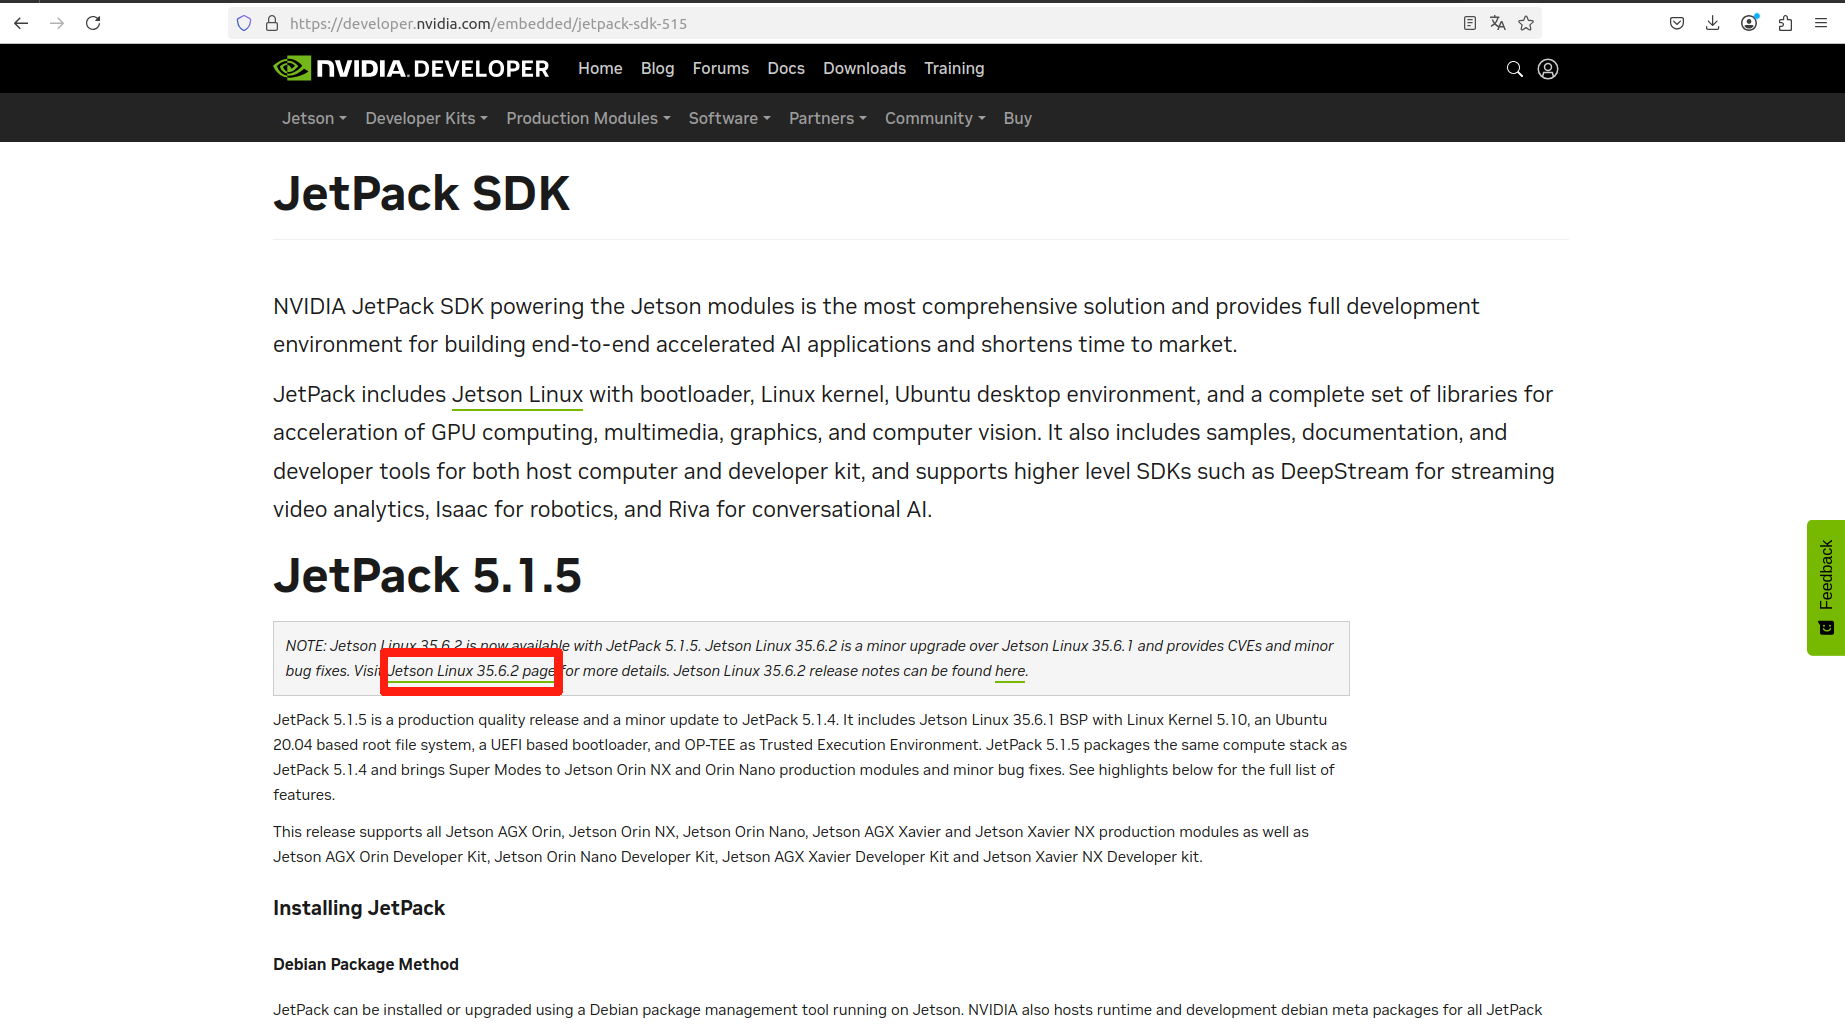 https://developer.nvidia.com/embedded/jetpack-sdk-515
NVIDIA. DEVELOPER Home Blog Forums Docs Downloads Training
Jetson Developer Kits Production Modules Software Partners Community Buy
JetPack SDK
NVIDIA JetPack SDK powering the Jetson modules is the most comprehensive solution and provides full development
environment for building end-to-end accelerated AI applications and shortens time to market.
JetPack includes Jetson Linux with bootloader, Linux kernel, Ubuntu desktop environment, and a complete set of libraries for
acceleration of GPU computing, multimedia, graphics, and computer vision. It also includes samples, documentation, and
developer tools for both host computer and developer kit, and supports higher level SDKs such as DeepStream for streaming
video analytics, Isaac for robotics, and Riva for conversational AI.
JetPack 5.1.5
NOTE: Jetson Linux 35.6.2 is now available with JetPack 5.1.5. Jetson Linux 35.6.2 is a minor upgrade over Jetson Linux 35.6.1 and provides CVEs and minor
bug fixes. Visit Jetson Linux 35.6.2 page for more details. Jetson Linux 35.6.2 release notes can be found here.
JetPack 5.1.5 is a production quality release and a minor update to JetPack 5.1.4. It includes Jetson Linux 35.6.1 BSP with Linux Kernel 5.10, an Ubuntu
20.04 based root file system, a UEFI based bootloader, and OP-TEE as Trusted Execution Environment. JetPack 5.1.5 packages the same compute stack as
JetPack 5.1.4 and brings Super Modes to Jetson Orin NX and Orin Nano production modules and minor bug fixes. See highlights below for the full list of
features.
This release supports all Jetson AGX Orin, Jetson Orin NX, Jetson Orin Nano, Jetson AGX Xavier and Jetson Xavier NX production modules as well as
Jetson AGX Orin Developer Kit, Jetson Orin Nano Developer Kit, Jetson AGX Xavier Developer Kit and Jetson Xavier NX Developer kit.
Installing JetPack
Debian Package Method
JetPack can be installed or upgraded using a Debian package management tool running on Jetson. NVIDIA also hosts runtime and development debian meta packages for all JetPack
Feedback